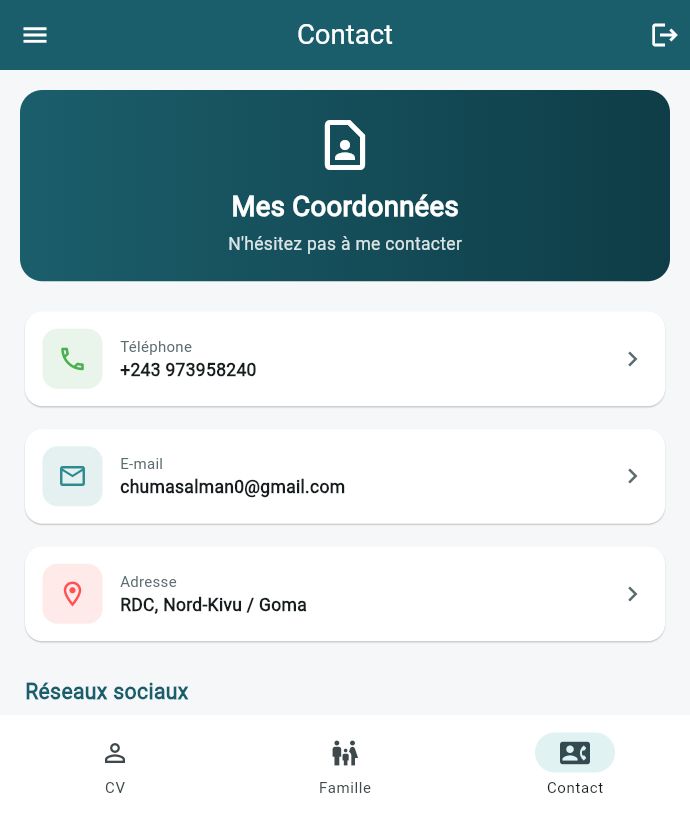 Contact
Mes Coordonnées
N'hésitez pas à me contacter
Téléphone
+243 973958240
E-mail
chumasalman0@gmail.com
Adresse
RDC, Nord-Kivu / Goma
Réseaux sociaux
CV
Famille
Contact